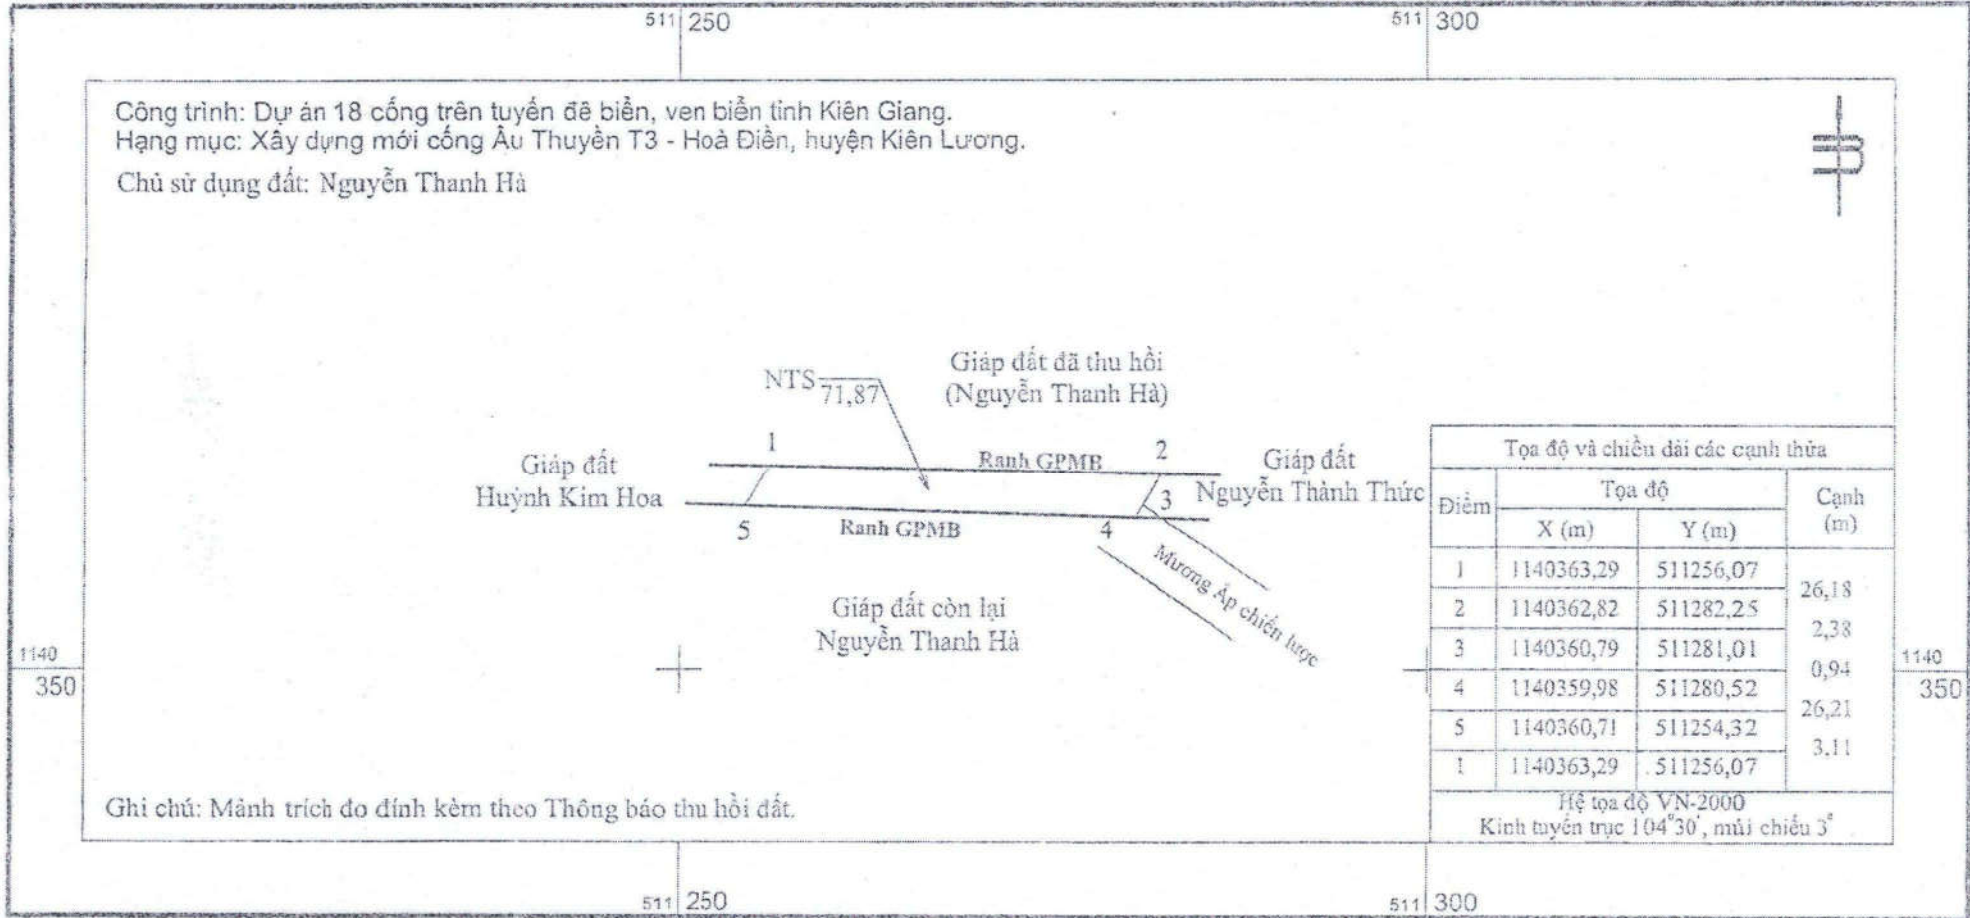 511 250
511 300
Công trình: Dự án 18 cống trên tuyến đê biển, ven biển tỉnh Kiên Giang.
Hạng mục: Xây dựng mới cống Âu Thuyền T3 - Hoà Điền, huyện Kiên Lương.
Chủ sử dụng đất: Nguyễn Thanh Hà
Giáp đất đã thu hồi
(Nguyễn Thanh Hà)
NTS 71,87
1
2
Ranh GPMB
Giáp đất
Huỳnh Kim Hoa
Giáp đất
Nguyễn Thành Thức
3
5
Ranh GPMB
4
Mương Ấp chiến lược
Giáp đất còn lại
Nguyễn Thanh Hà
1140
350
1140
350
Tọa độ và chiều dài các cạnh thửa
Điểm Tọa độ Cạnh (m)
X (m) Y (m)
1 1140363,29 511256,07
26,18
2 1140362,82 511282,25
2,38
3 1140360,79 511281,01
0,94
4 1140359,98 511280,52
26,21
5 1140360,71 511254,32
3.11
1 1140363,29 511256,07
Hệ tọa độ VN-2000
Kinh tuyến trục 104°30', múi chiếu 3°
Ghi chú: Mảnh trích đo đính kèm theo Thông báo thu hồi đất.
511 250
511 300